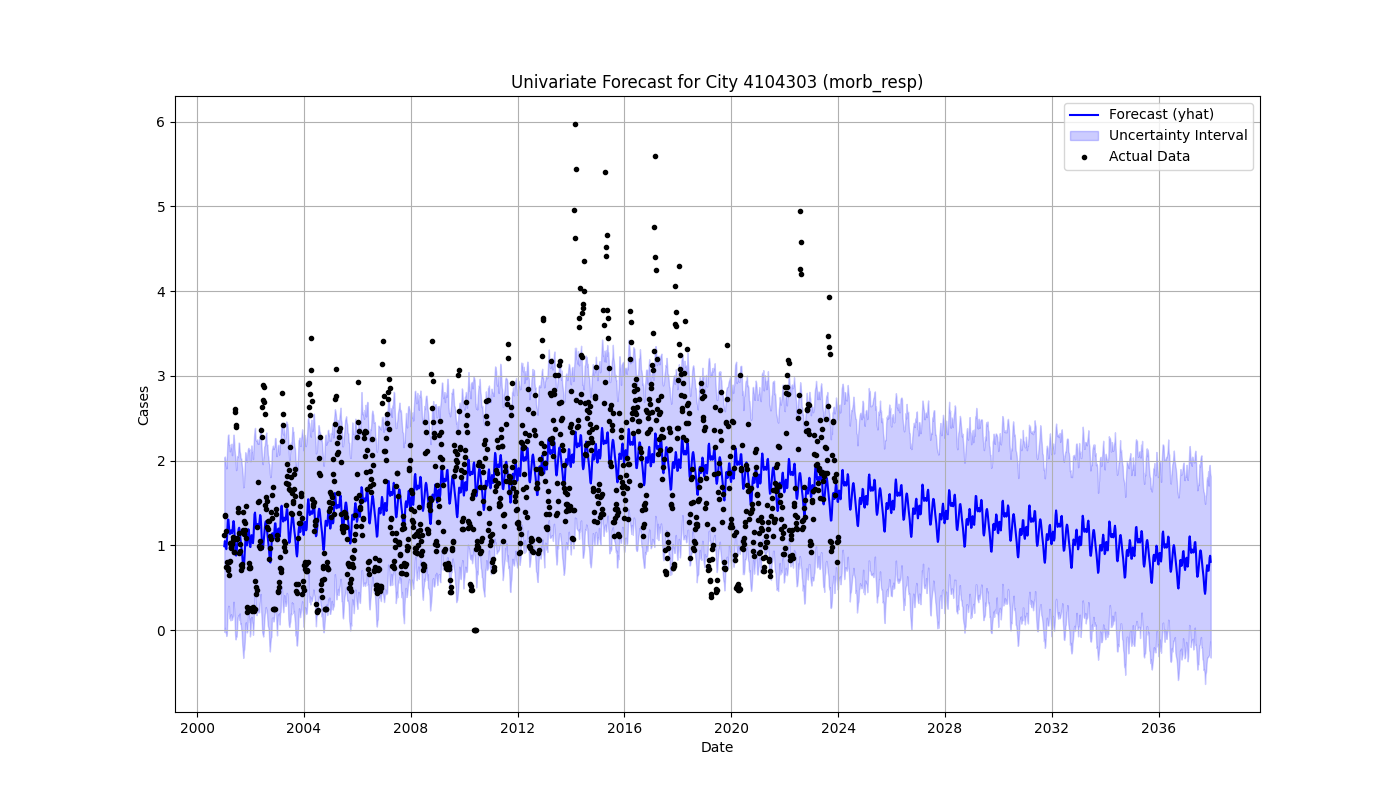 Univariate Forecast for City 4104303 (morb_resp)
Forecast (yhat)
Uncertainty Interval
Actual Data
6
5
4
3
2
1
0
Cases
2000 2004 2008 2012 2016 2020 2024 2028 2032 2036
Date